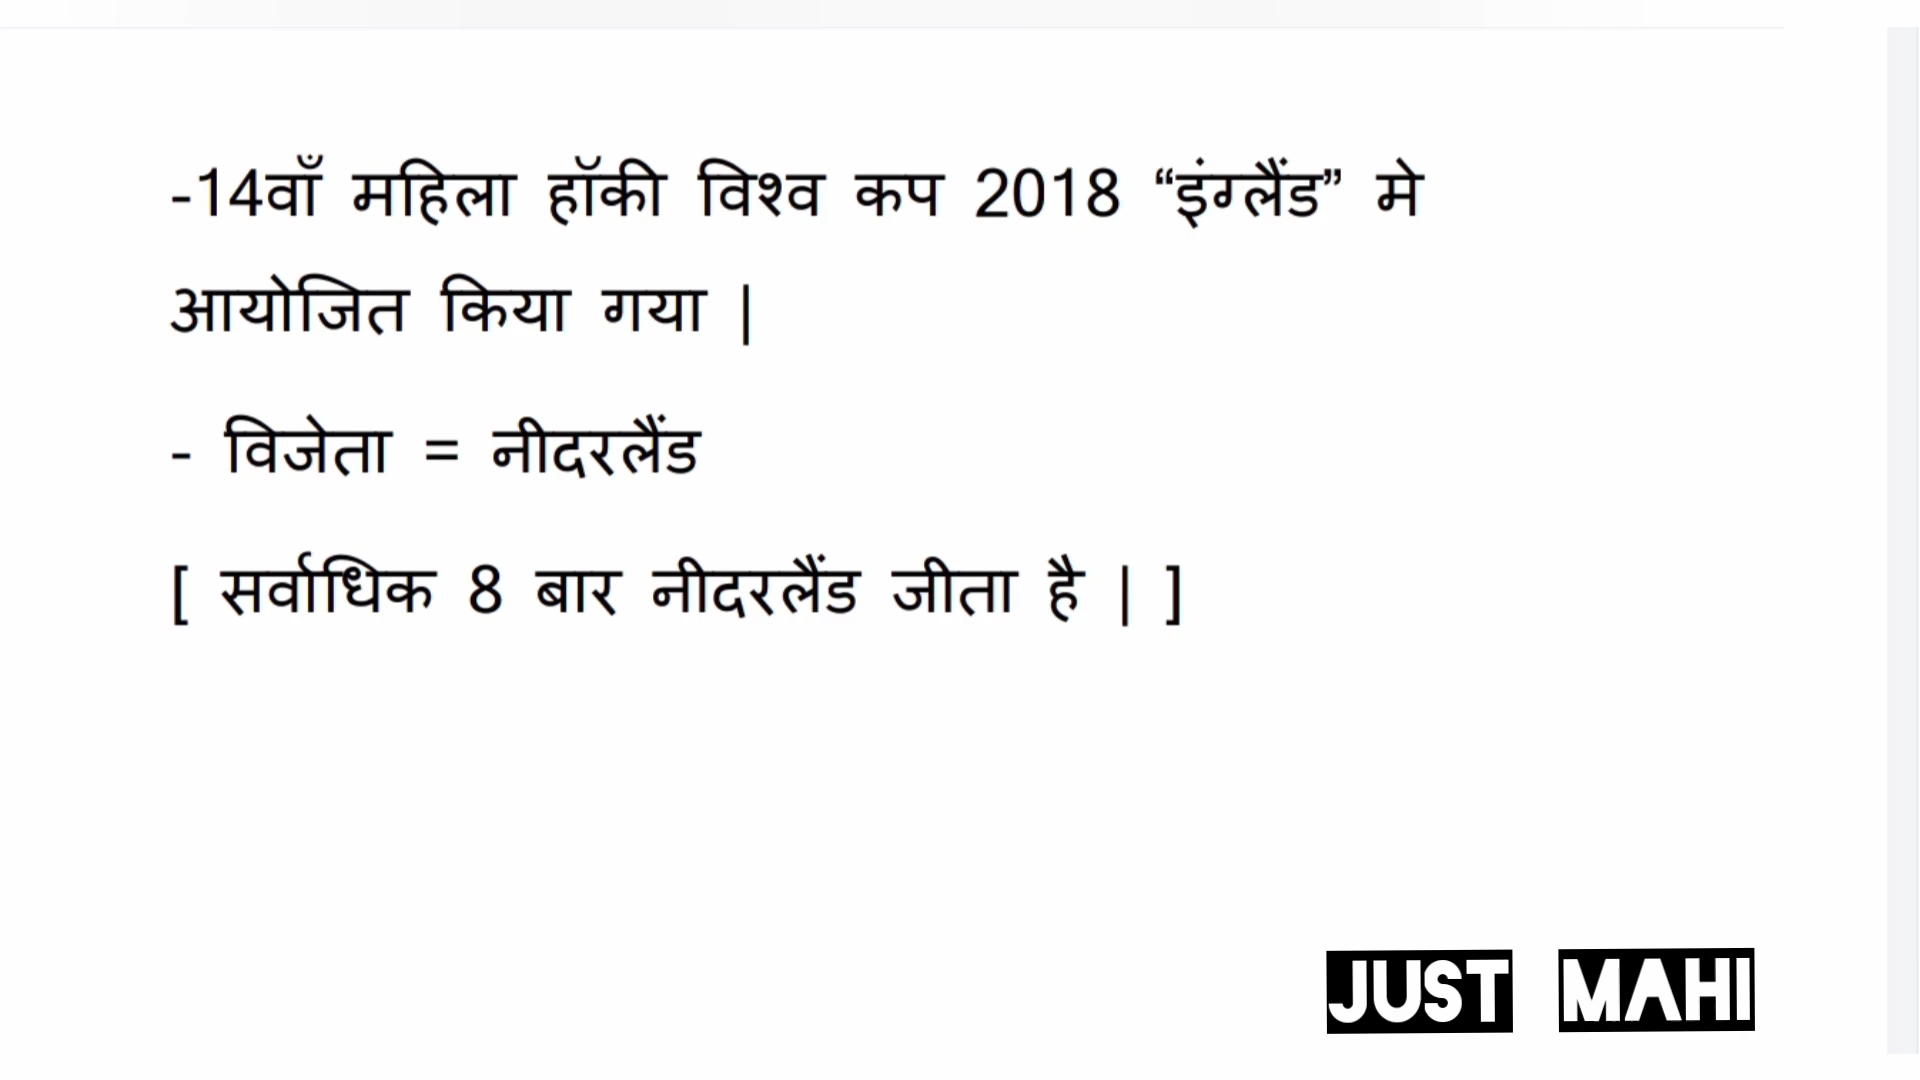 -14वाँ महिला हॉकी विश्व कप 2018 “इंग्लैंड” मे
आयोजित किया गया |
- विजेता = नीदरलैंड
[ सर्वाधिक 8 बार नीदरलैंड जीता है | ]
JUST MAHI